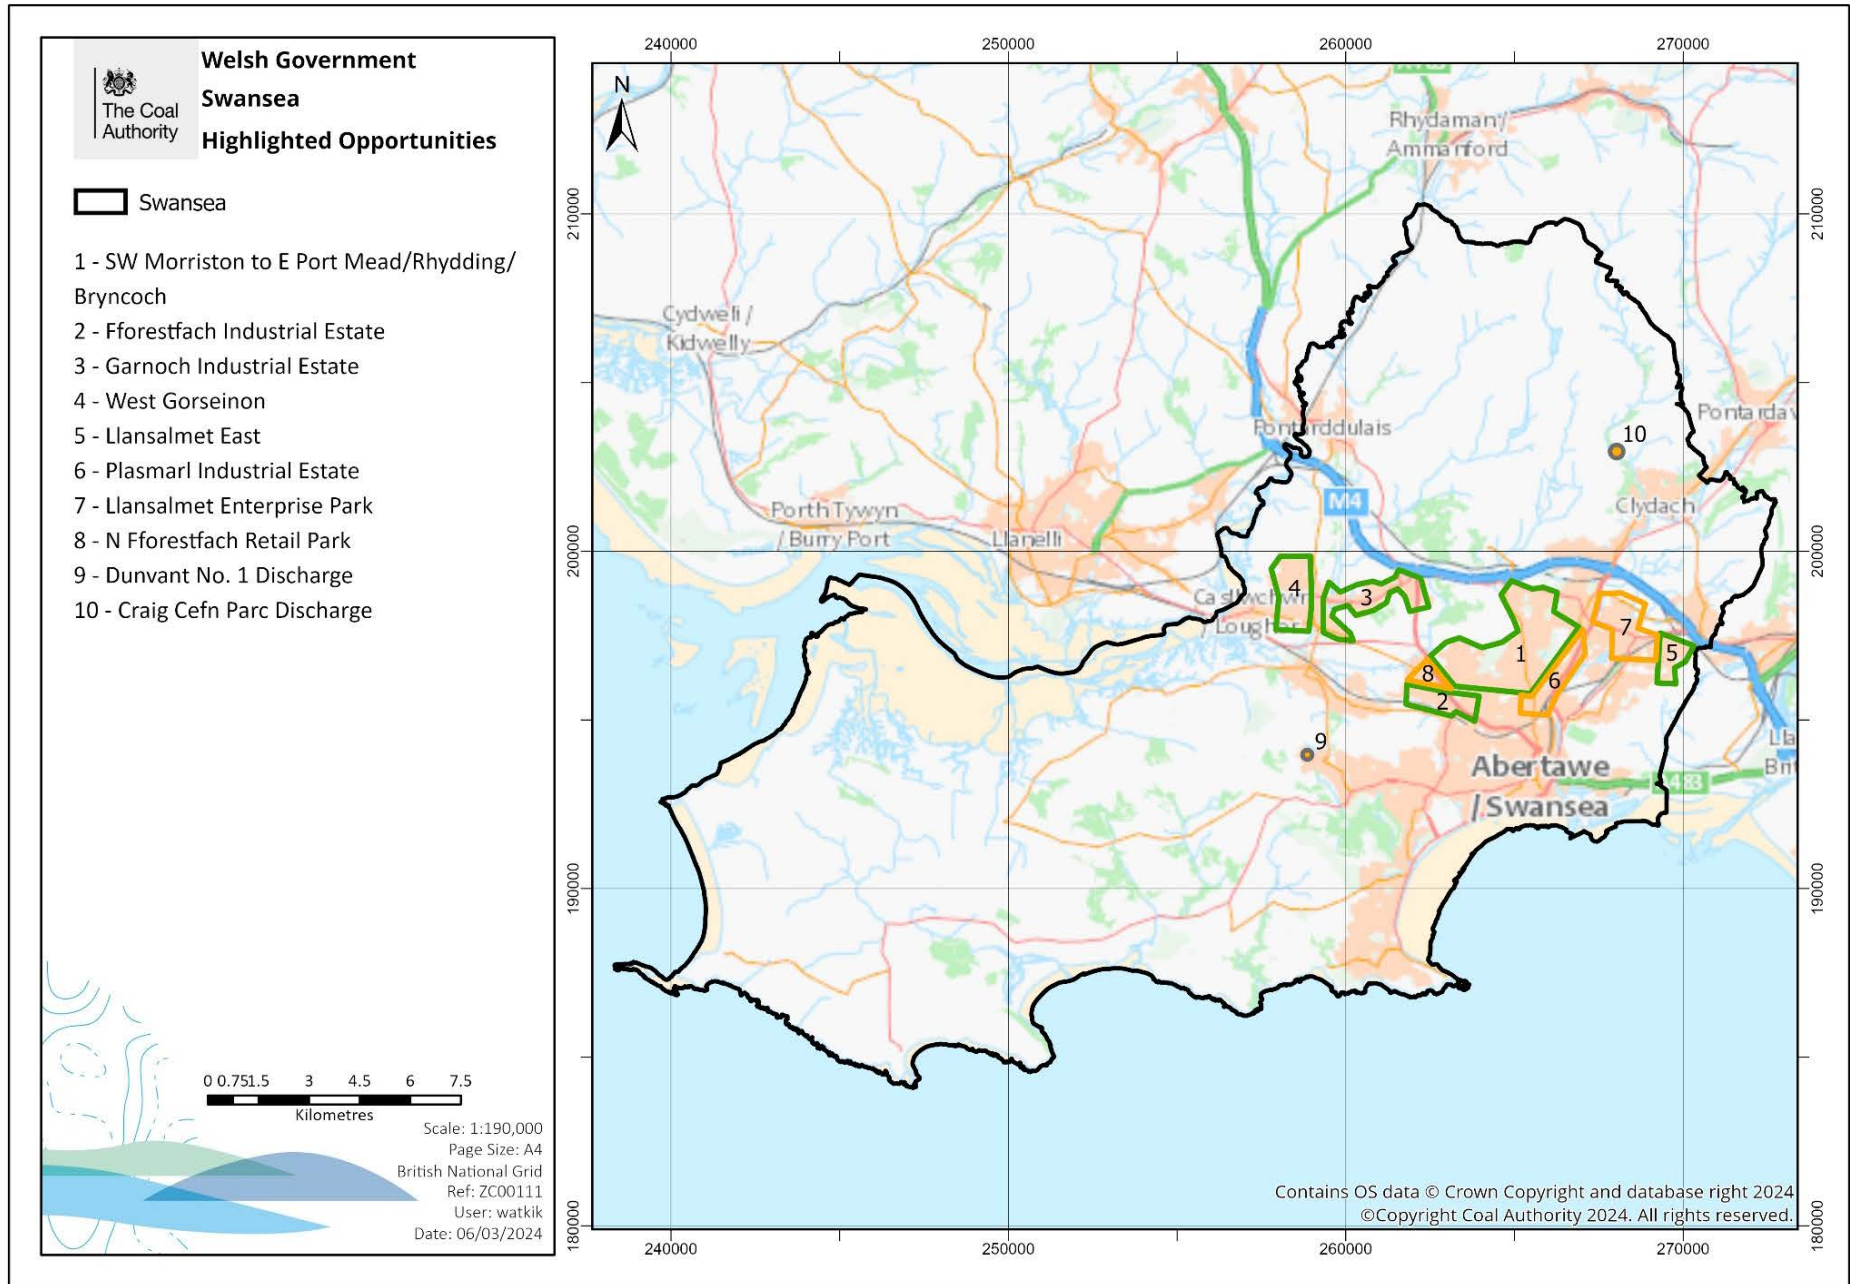 The Coal
Authority
Welsh Government
Swansea
Highlighted Opportunities
Swansea
1 - SW Morriston to E Port Mead/Rhydding/
Bryncoch
2 - Fforestfach Industrial Estate
3 - Garnoch Industrial Estate
4 - West Gorseinon
5 - Llansalmet East
6 - Plasmarl Industrial Estate
7 - Llansalmet Enterprise Park
8 - N Fforestfach Retail Park
9 - Dunvant No. 1 Discharge
10 - Craig Cefn Parc Discharge
0 0.75 1.5 3 4.5 6 7.5
Kilometres
Scale: 1:190,000
Page Size: A4
British National Grid
Ref: ZC00111
User: watkik
Date: 06/03/2024
240000 250000 260000 270000
N
Rhydaman /
Ammanford
210000 210000
Cydweli /
Kidwelly
Pontarddulais
Pontardaw
10
Clydach
M4
Porth Tywyn
/ Burry Port
Llanelli
200000 200000
4
3
Casllwchwr
/ Loughor
7
1
5
8
6
2
9
Abertawe
/ Swansea
Lla
Brit
A483
190000 190000
Contains OS data © Crown Copyright and database right 2024
©Copyright Coal Authority 2024. All rights reserved.
180000 180000
240000 250000 260000 270000